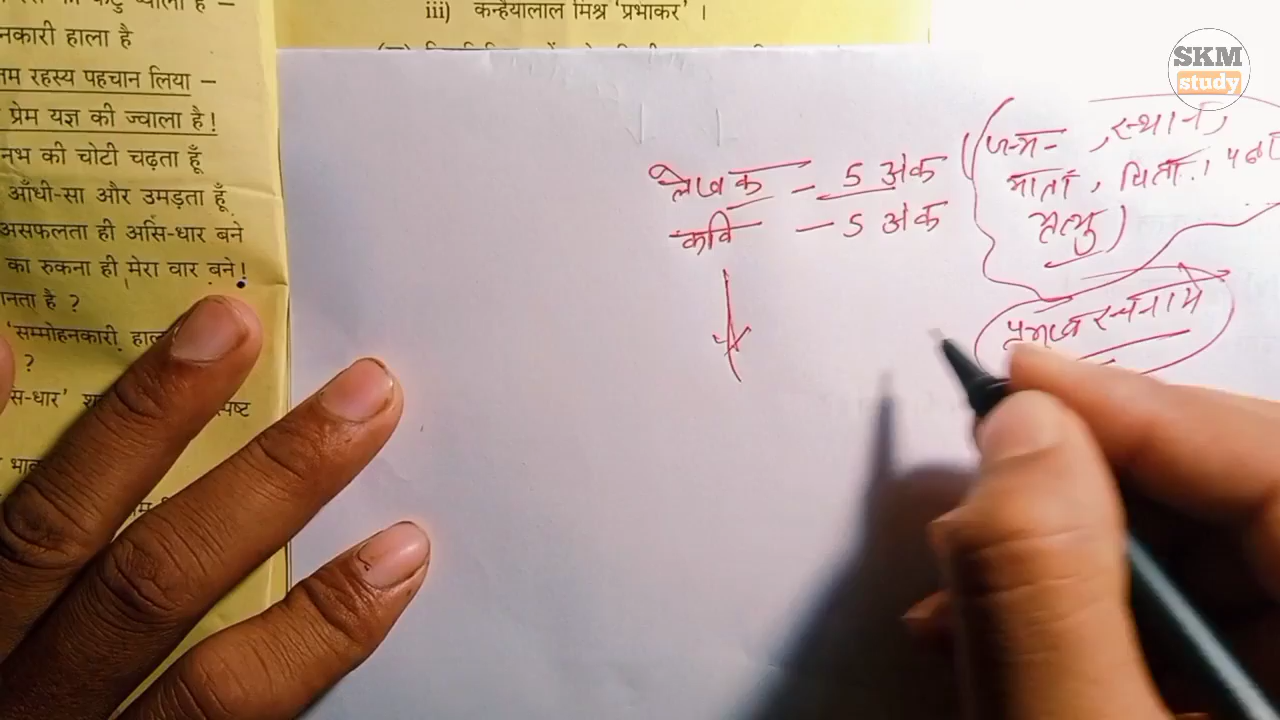 iii) कन्हैयालाल मिश्र 'प्रभाकर' ।
नकारी हाला है
तम रहस्य पहचान लिया –
प्रेम यज्ञ की ज्वाला है!
नभ की चोटी चढ़ता हूँ
आँधी-सा और उमड़ता हूँ
असफलता ही असि-धार बने
का रुकना ही मेरा वार बने!
नता है ?
'सम्मोहनकारी हाल
?
स-धार'
ष्ट
SKM
study
लेखक – 5 अंक
कवि – 5 अंक
(जन्म – , स्थान,
माता, पिता,
मृत्यु)
प्रमुख रचनामे